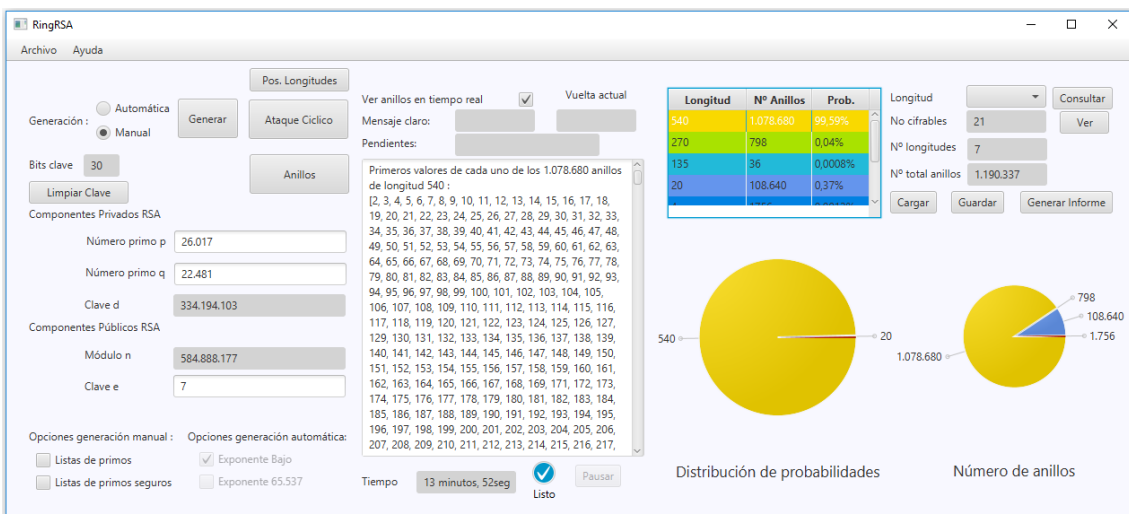 RingRSA
Archivo Ayuda
Pos. Longitudes
Generación :
Automática
Manual
Generar
Ataque Ciclico
Bits clave 30
Anillos
Limpiar Clave
Componentes Privados RSA
Número primo p 26.017
Número primo q 22.481
Clave d 334.194.103
Componentes Públicos RSA
Módulo n 584.888.177
Clave e 7
Opciones generación manual :
Listas de primos
Listas de primos seguros
Opciones generación automática:
Exponente Bajo
Exponente 65.537
Ver anillos en tiempo real
Vuelta actual
Mensaje claro:
Pendientes:
Primeros valores de cada uno de los 1.078.680 anillos
de longitud 540 :
[2, 3, 4, 5, 6, 7, 8, 9, 10, 11, 12, 13, 14, 15, 16, 17, 18,
19, 20, 21, 22, 23, 24, 25, 26, 27, 28, 29, 30, 31, 32, 33,
34, 35, 36, 37, 38, 39, 40, 41, 42, 43, 44, 45, 46, 47, 48,
49, 50, 51, 52, 53, 54, 55, 56, 57, 58, 59, 60, 61, 62, 63,
64, 65, 66, 67, 68, 69, 70, 71, 72, 73, 74, 75, 76, 77, 78,
79, 80, 81, 82, 83, 84, 85, 86, 87, 88, 89, 90, 91, 92, 93,
94, 95, 96, 97, 98, 99, 100, 101, 102, 103, 104, 105,
106, 107, 108, 109, 110, 111, 112, 113, 114, 115, 116,
117, 118, 119, 120, 121, 122, 123, 124, 125, 126, 127,
129, 130, 131, 132, 133, 134, 135, 136, 137, 138, 139,
140, 141, 142, 143, 144, 145, 146, 147, 148, 149, 150,
151, 152, 153, 154, 155, 156, 157, 158, 159, 160, 161,
162, 163, 164, 165, 166, 167, 168, 169, 171, 172, 173,
174, 175, 176, 177, 178, 179, 180, 181, 182, 183, 184,
185, 186, 187, 188, 189, 190, 191, 192, 193, 194, 195,
196, 197, 198, 199, 200, 201, 202, 203, 204, 205, 206,
207, 208, 209, 210, 211, 212, 213, 214, 215, 216, 217,
Tiempo 13 minutos, 52seg
Listo
Pausar
Longitud Nº Anillos Prob.
540 1.078.680 99,59%
270 798 0,04%
135 36 0,0008%
20 108.640 0,37%
Longitud
Consultar
No cifrables 21
Ver
Nº longitudes 7
Nº total anillos 1.190.337
Cargar Guardar Generar Informe
540
20
Distribución de probabilidades
798
108.640
1.756
1.078.680
Número de anillos